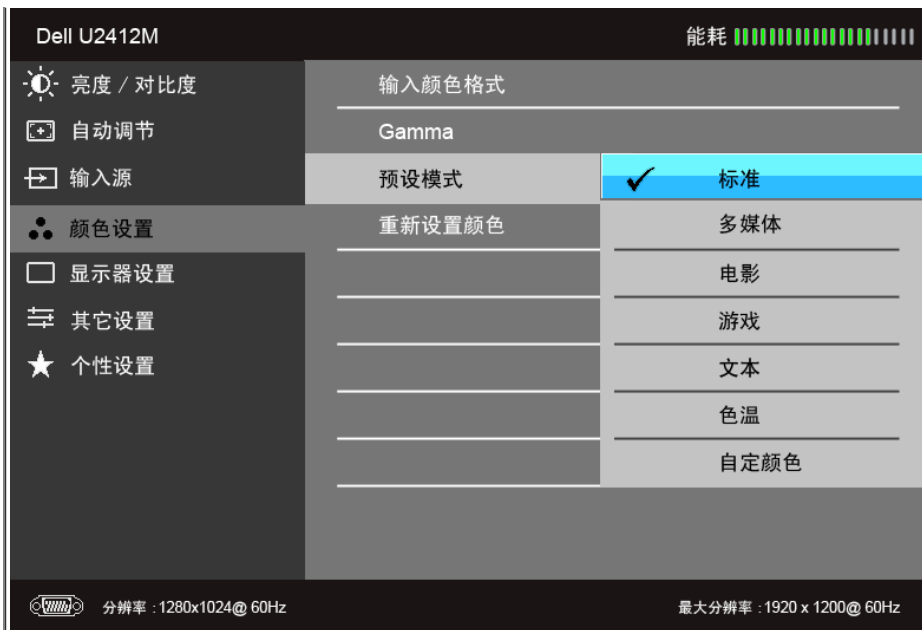 Dell U2412M
能耗
亮度 / 对比度
自动调节
输入源
颜色设置
显示器设置
其它设置
个性设置
输入颜色格式
Gamma
预设模式
重新设置颜色
标准
多媒体
电影
游戏
文本
色温
自定颜色
分辨率 :1280x1024@ 60Hz
最大分辨率 :1920 x 1200@ 60Hz